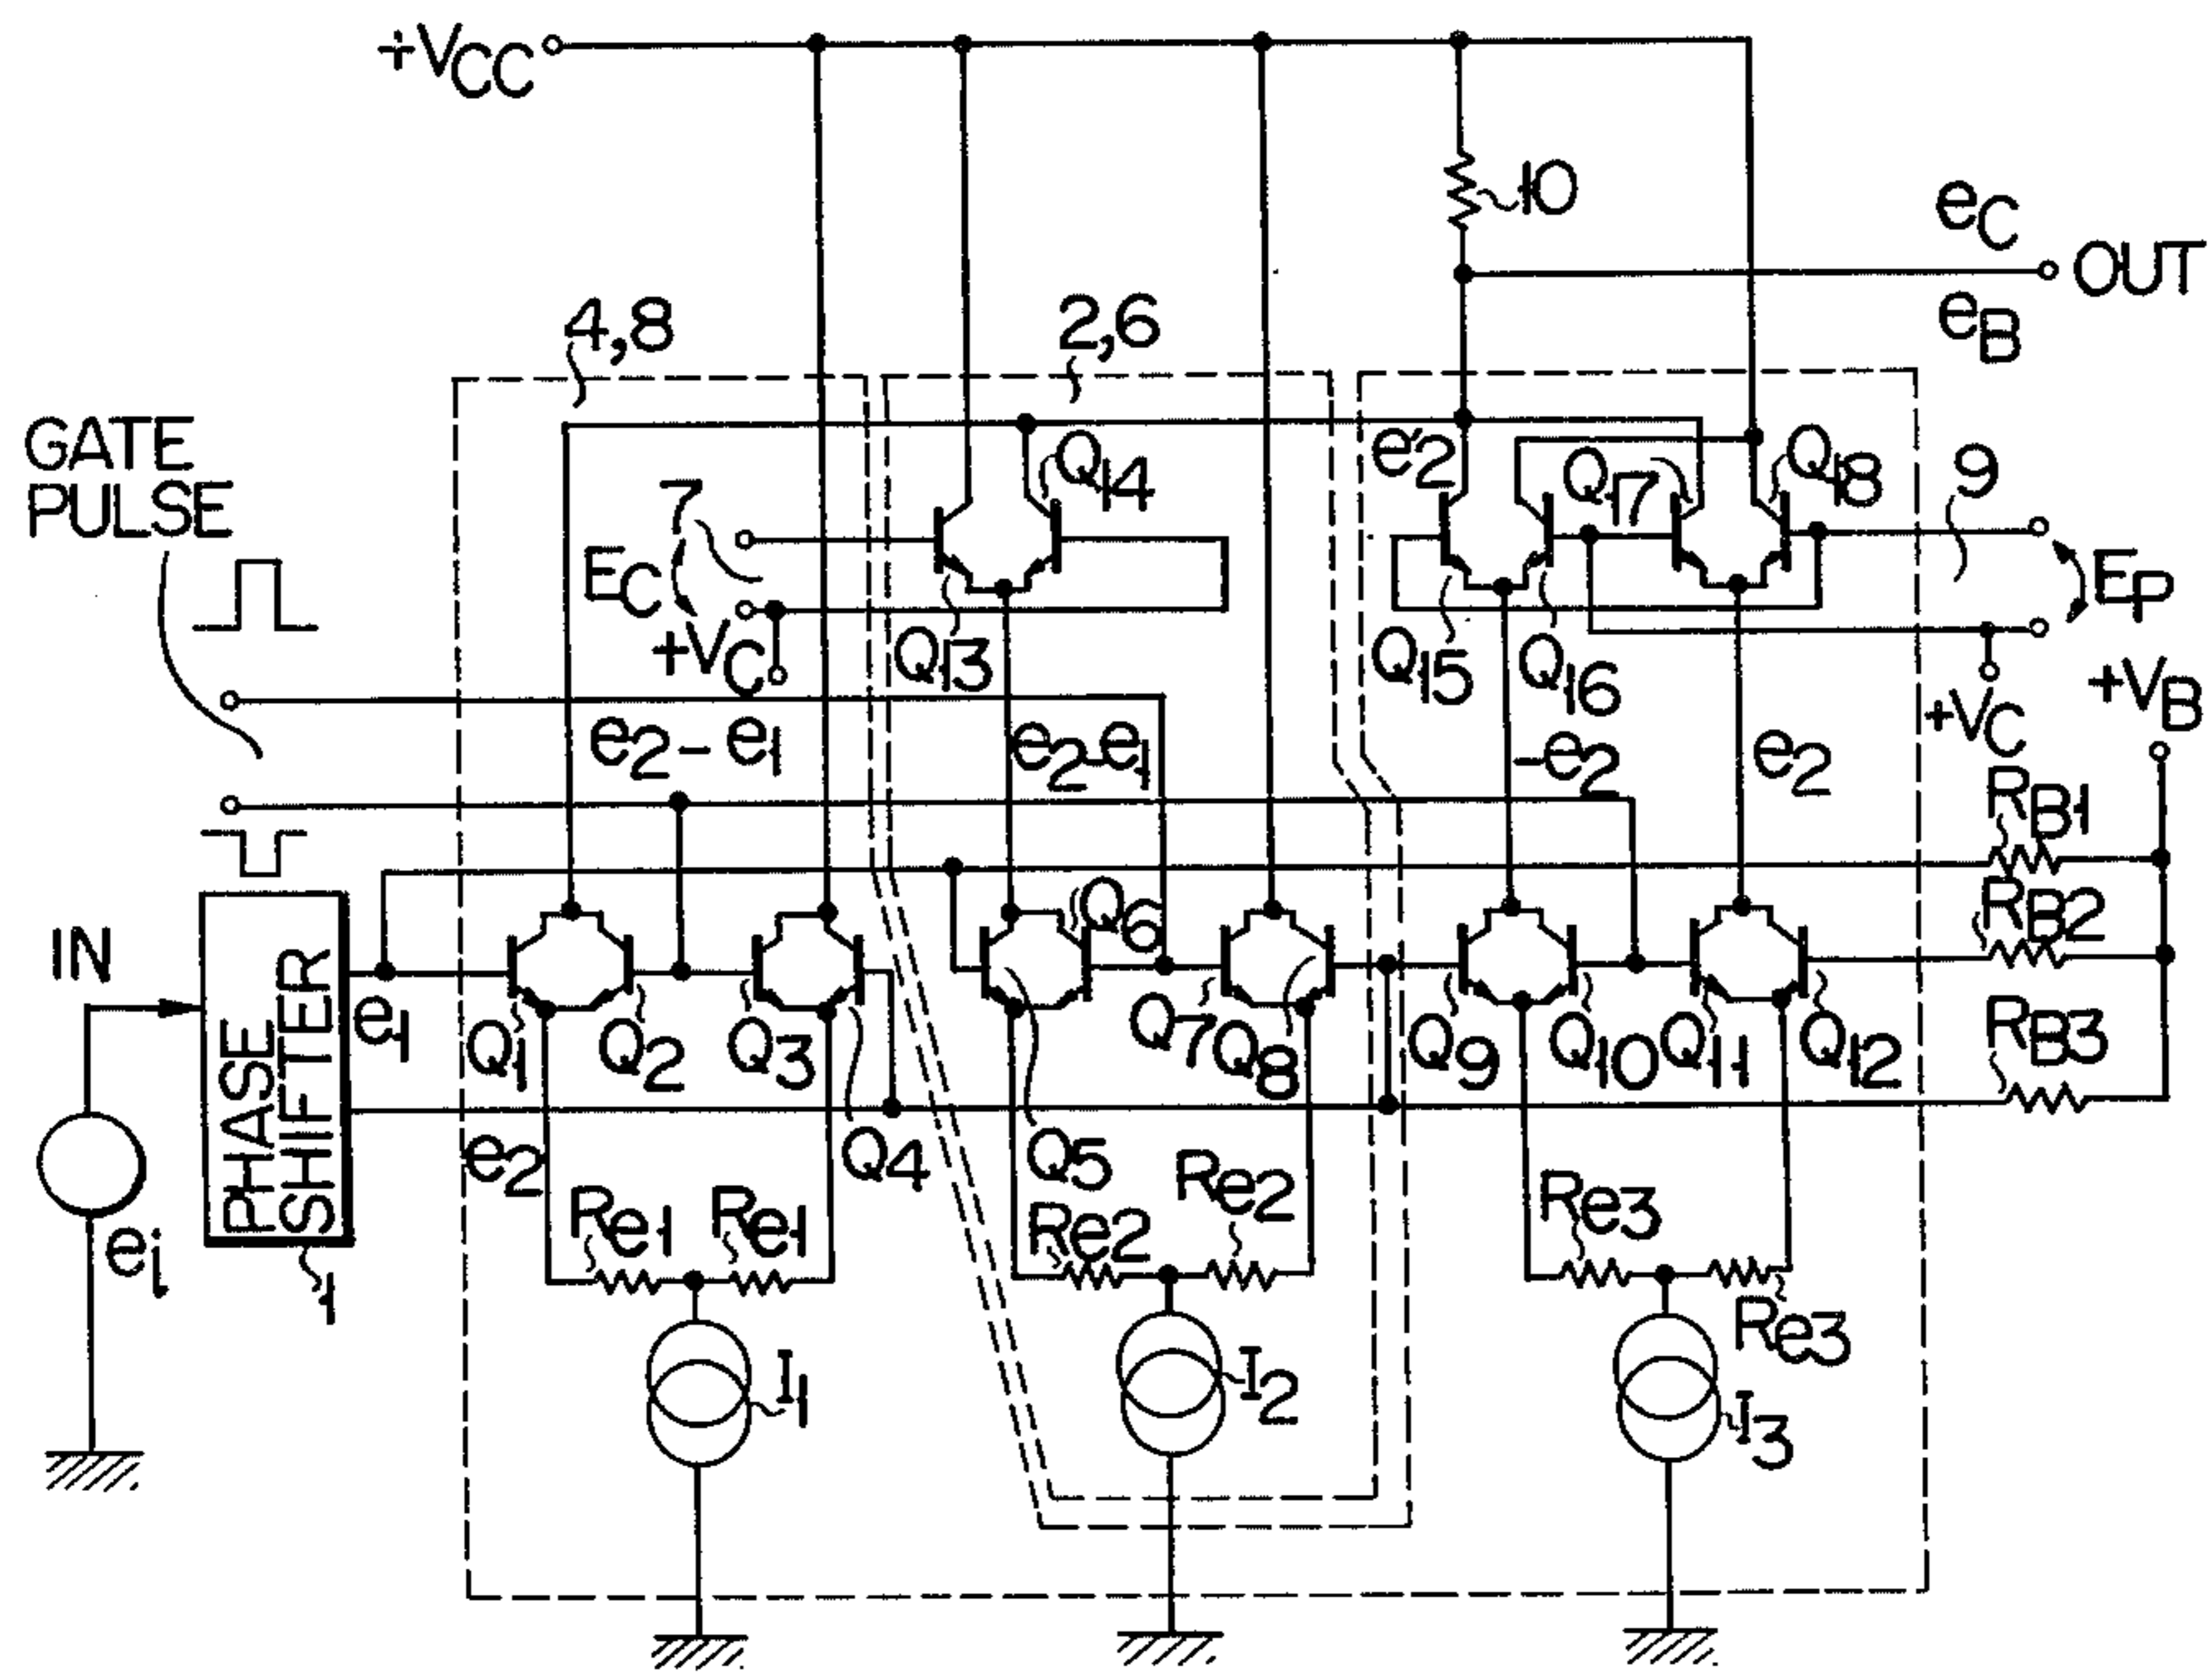 +VCC
10
eC
OUT
eB
4,8
2,6
GATE
PULSE
7
EC
+VC
Q14
Q13
e'2
Q17
Q18
9
EP
Q15
Q16
+VC
+VB
e2-e1
e2-e1
-e2
e2
RB1
RB2
RB3
IN
PHASE
SHIFTER
e1
Q1
Q2
Q3
Q6
Q7
Q8
Q9
Q10
Q11
Q12
e2
Q4
Q5
ei
1
Re1
Re1
Re2
Re2
Re3
Re3
I1
I2
I3